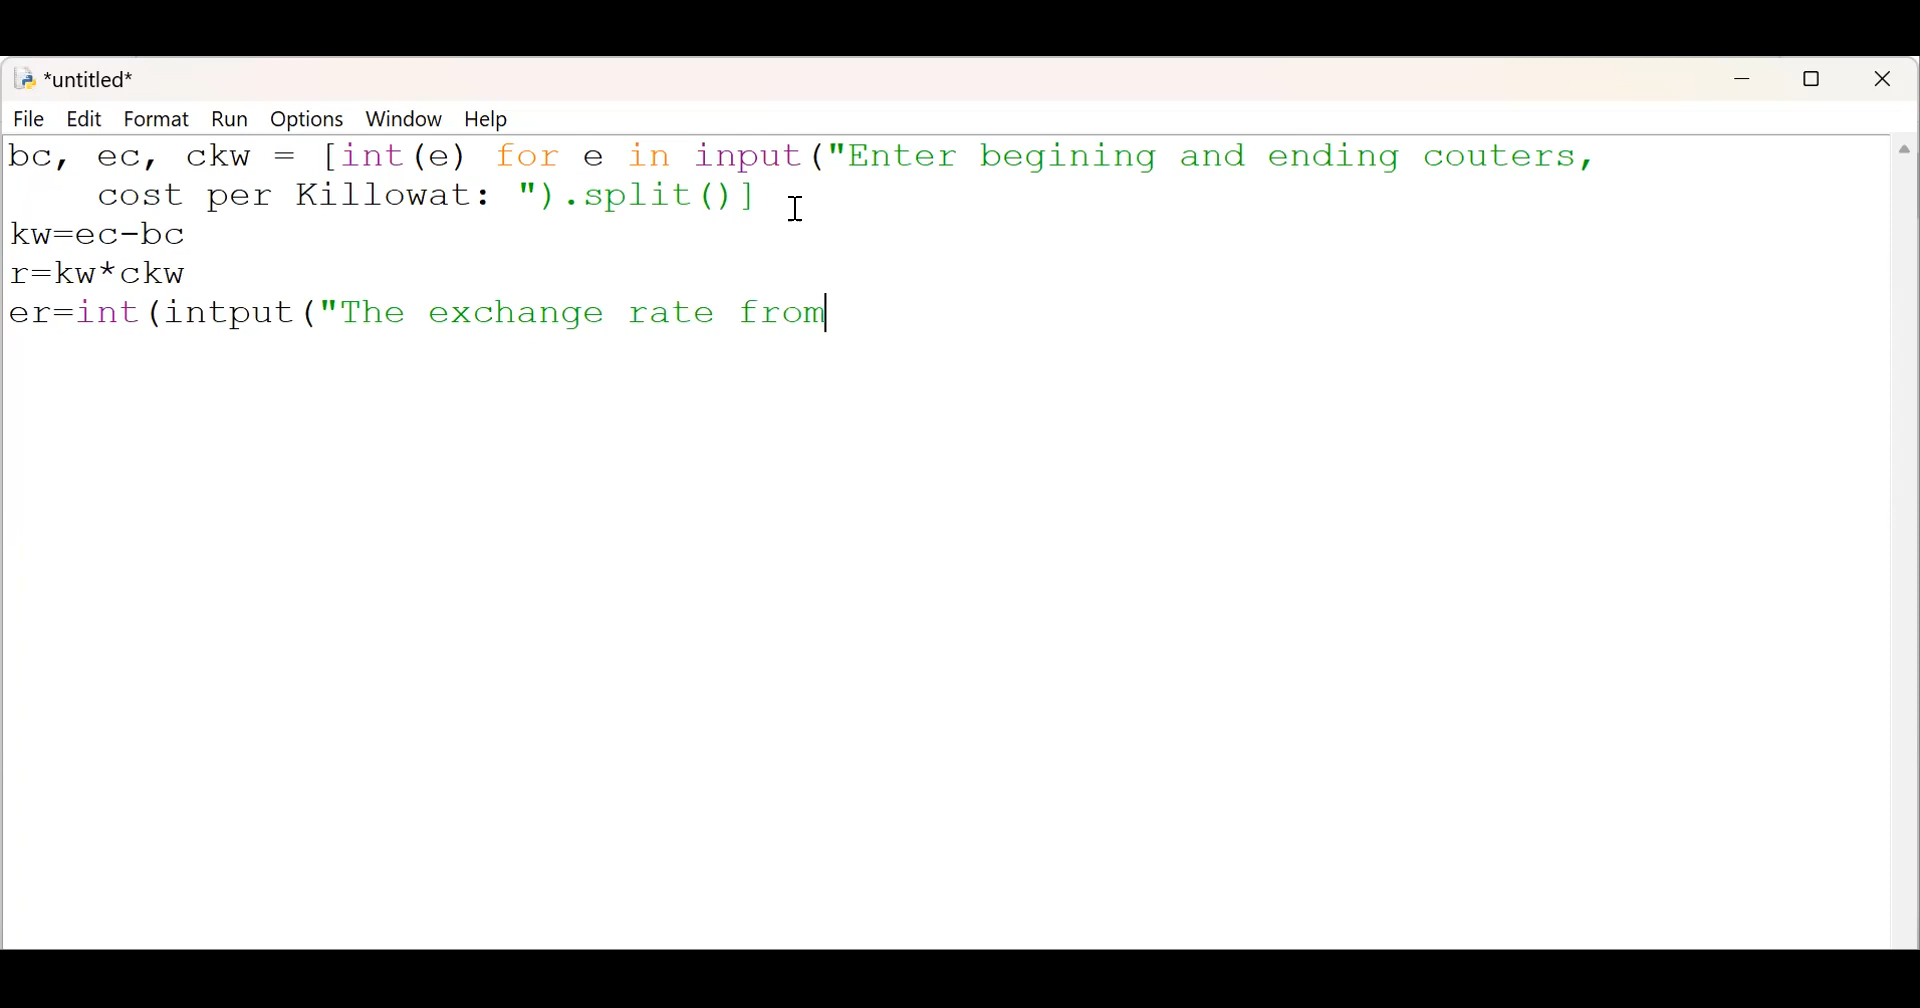 *untitled*
File Edit Format Run Options Window Help
bc, ec, ckw = [int(e) for e in input("Enter begining and ending couters,
cost per Killowat: ").split()]
kw=ec-bc
r=kw*ckw
er=int(intput("The exchange rate from